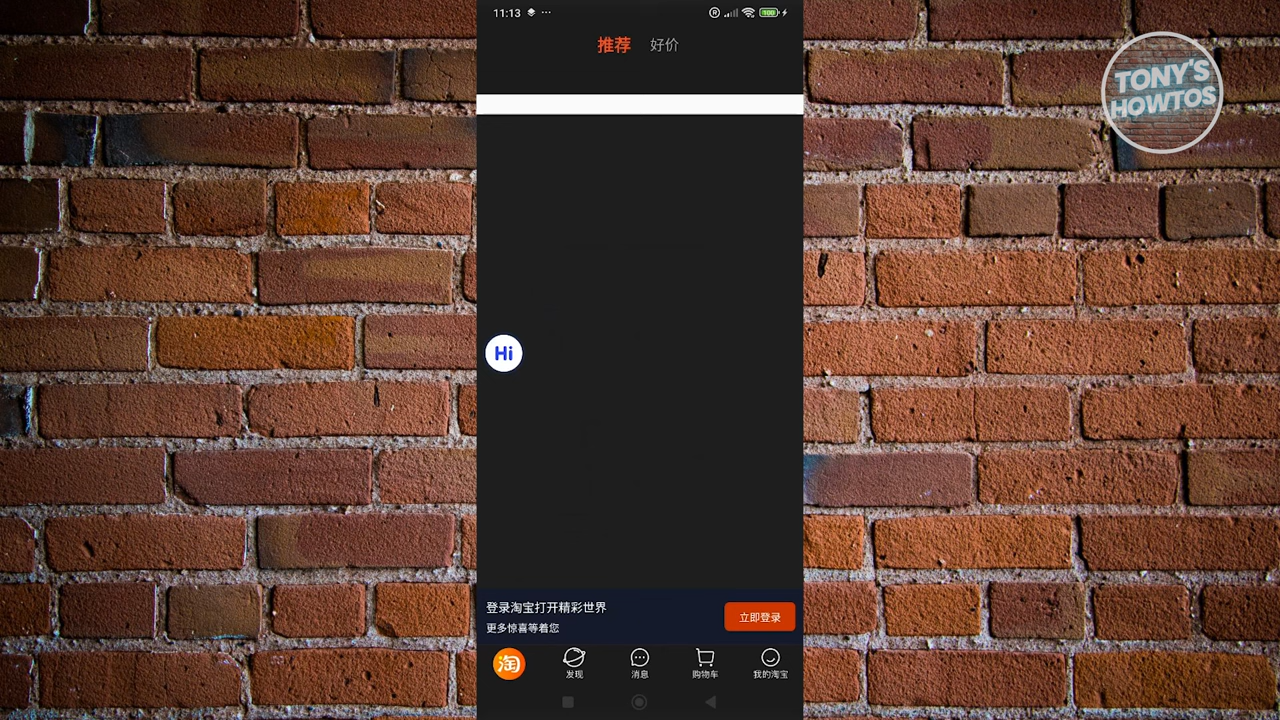 11:13
推荐 好价
TONY'S
HOWTOS
Hi
登录淘宝打开精彩世界
更多惊喜等着您
立即登录
淘
发现
消息
购物车
我的淘宝